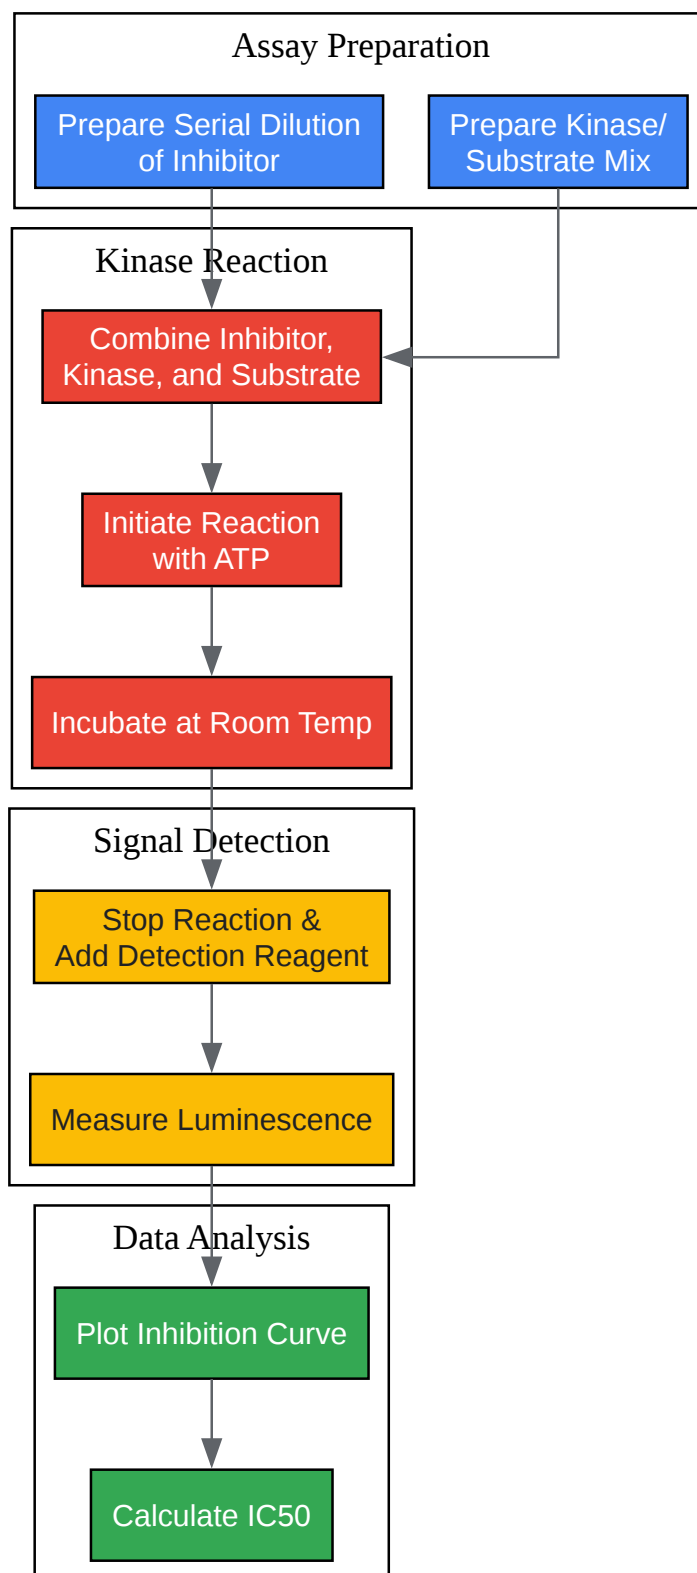 Assay Preparation
Prepare Serial Dilution
of Inhibitor
Prepare Kinase/
Substrate Mix
Kinase Reaction
Combine Inhibitor,
Kinase, and Substrate
Initiate Reaction
with ATP
Incubate at Room Temp
Signal Detection
Stop Reaction &
Add Detection Reagent
Measure Luminescence
Data Analysis
Plot Inhibition Curve
Calculate IC50